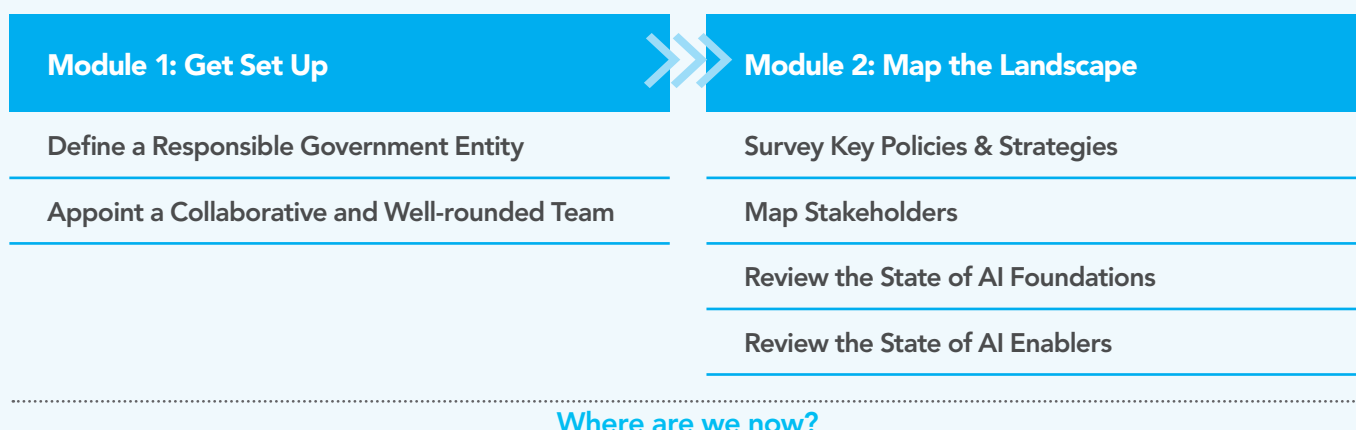 Module 1: Get Set Up
Define a Responsible Government Entity
Appoint a Collaborative and Well-rounded Team
Module 2: Map the Landscape
Survey Key Policies & Strategies
Map Stakeholders
Review the State of AI Foundations
Review the State of AI Enablers
Where are we now?